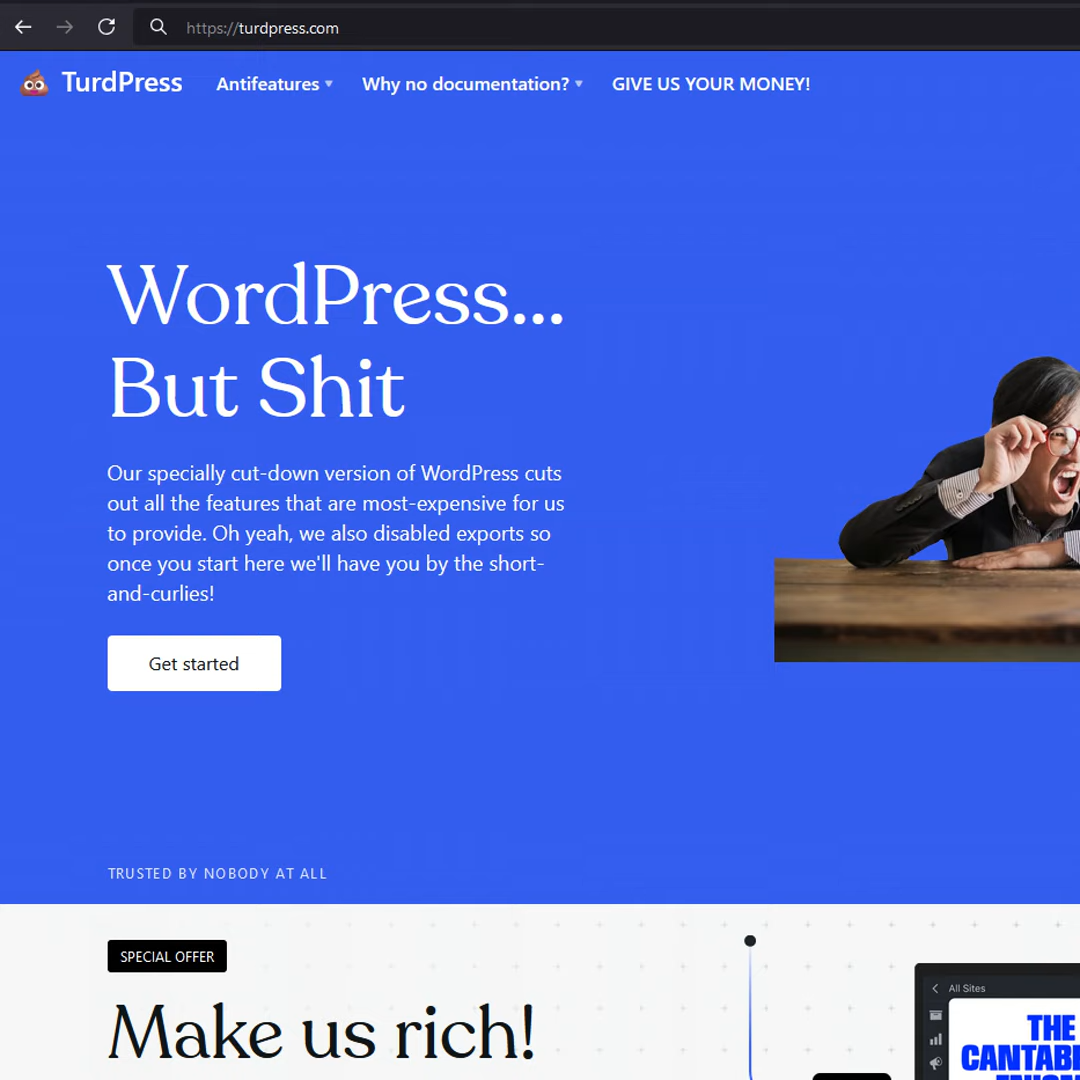 https://turdpress.com
TurdPress
Antifeatures
Why no documentation?
GIVE US YOUR MONEY!
WordPress...
But Shit
Our specially cut-down version of WordPress cuts
out all the features that are most-expensive for us
to provide. Oh yeah, we also disabled exports so
once you start here we'll have you by the short-
and-curlies!
Get started
TRUSTED BY NOBODY AT ALL
SPECIAL OFFER
Make us rich!
All Sites
THE